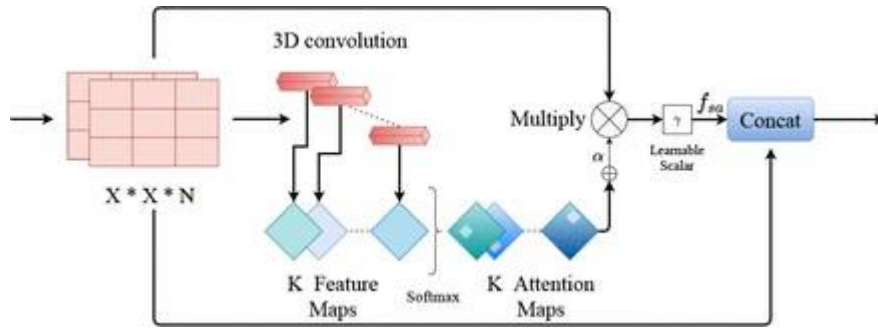 3D convolution
X * X * N
K Feature
Maps
Softmax
K Attention
Maps
Multiply
α
γ
Learnable
Scalar
f_sa
Concat